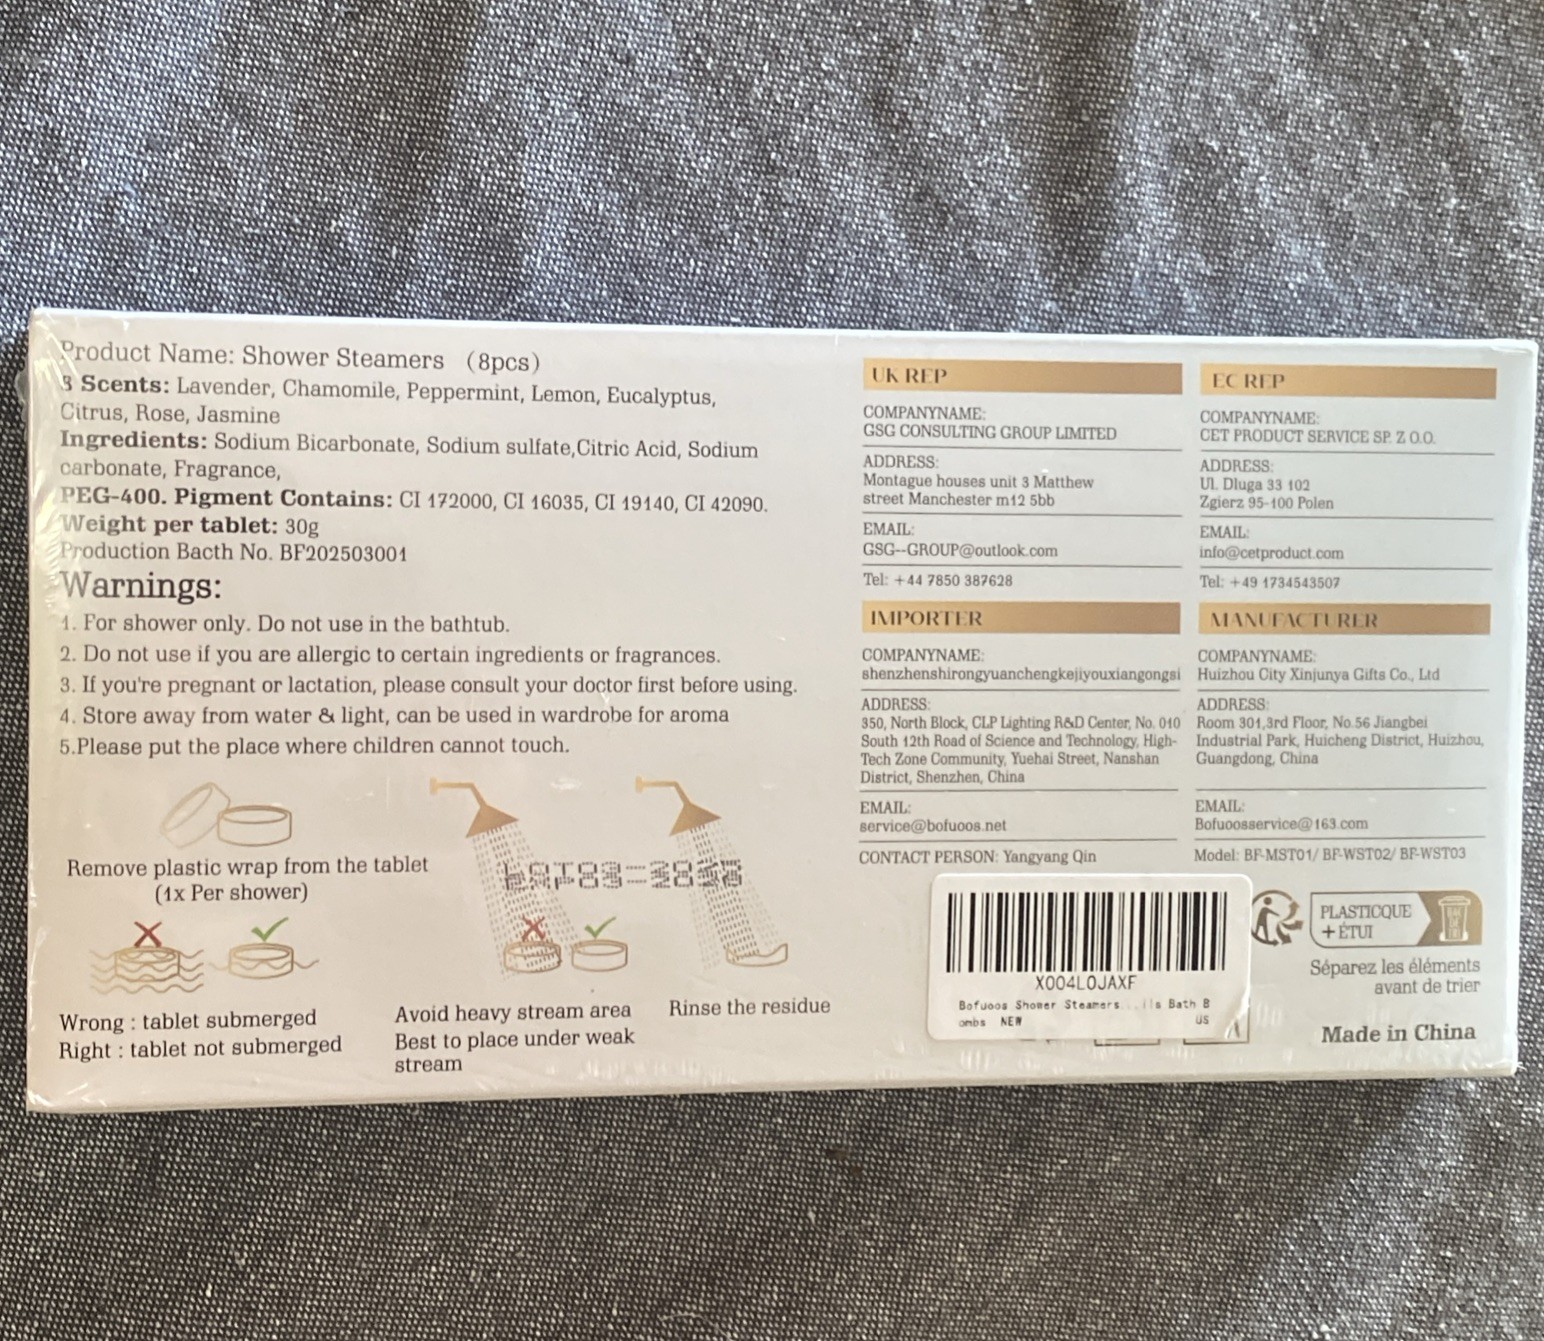 Product Name: Shower Steamers (8pcs)
8 Scents: Lavender, Chamomile, Peppermint, Lemon, Eucalyptus,
Citrus, Rose, Jasmine
Ingredients: Sodium Bicarbonate, Sodium sulfate,Citric Acid, Sodium
carbonate, Fragrance,
PEG-400. Pigment Contains: CI 172000, CI 16035, CI 19140, CI 42090.
Weight per tablet: 30g
Production Bacth No. BF202503001
Warnings:
1. For shower only. Do not use in the bathtub.
2. Do not use if you are allergic to certain ingredients or fragrances.
3. If you're pregnant or lactation, please consult your doctor first before using.
4. Store away from water & light, can be used in wardrobe for aroma
5.Please put the place where children cannot touch.
Remove plastic wrap from the tablet
(1x Per shower)
Wrong : tablet submerged
Right : tablet not submerged
Avoid heavy stream area
Best to place under weak
stream
Rinse the residue
UK REP
COMPANYNAME:
GSG CONSULTING GROUP LIMITED
ADDRESS:
Montague houses unit 3 Matthew
street Manchester m12 5bb
EMAIL:
GSG--GROUP@outlook.com
Tel: +44 7850 387628
EC REP
COMPANYNAME:
CET PRODUCT SERVICE SP. Z O.O.
ADDRESS:
Ul. Dluga 33 102
Zgierz 95-100 Polen
EMAIL:
info@cetproduct.com
Tel: +49 1734543507
IMPORTER
COMPANYNAME:
shenzhenshirongyuanchengkejiyouxiangongsi
ADDRESS:
350, North Block, CLP Lighting R&D Center, No. 010
South 12th Road of Science and Technology, High-
Tech Zone Community, Yuehai Street, Nanshan
District, Shenzhen, China
EMAIL:
service@bofuoos.net
CONTACT PERSON: Yangyang Qin
MANUFACTURER
COMPANYNAME:
Huizhou City Xinjunya Gifts Co., Ltd
ADDRESS:
Room 301,3rd Floor, No.56 Jiangbei
Industrial Park, Huicheng District, Huizhou,
Guangdong, China
EMAIL:
Bofuoosservice@163.com
Model: BF-MST01/ BF-WST02/ BF-WST03
X004L0JAXF
Bofuoos Shower Steamers...ils Bath B
ombs NEW
US
PLASTICQUE
+ÉTUI
Séparez les éléments
avant de trier
Made in China